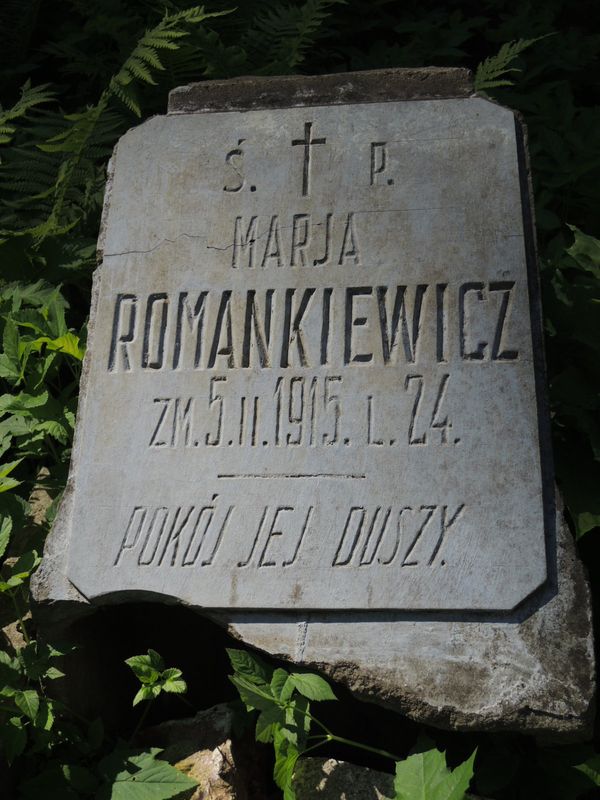 Ś. † P.
MARJA
ROMANKIEWICZ
ZM. 5. II. 1915. L. 24.
POKÓJ JEJ DUSZY.